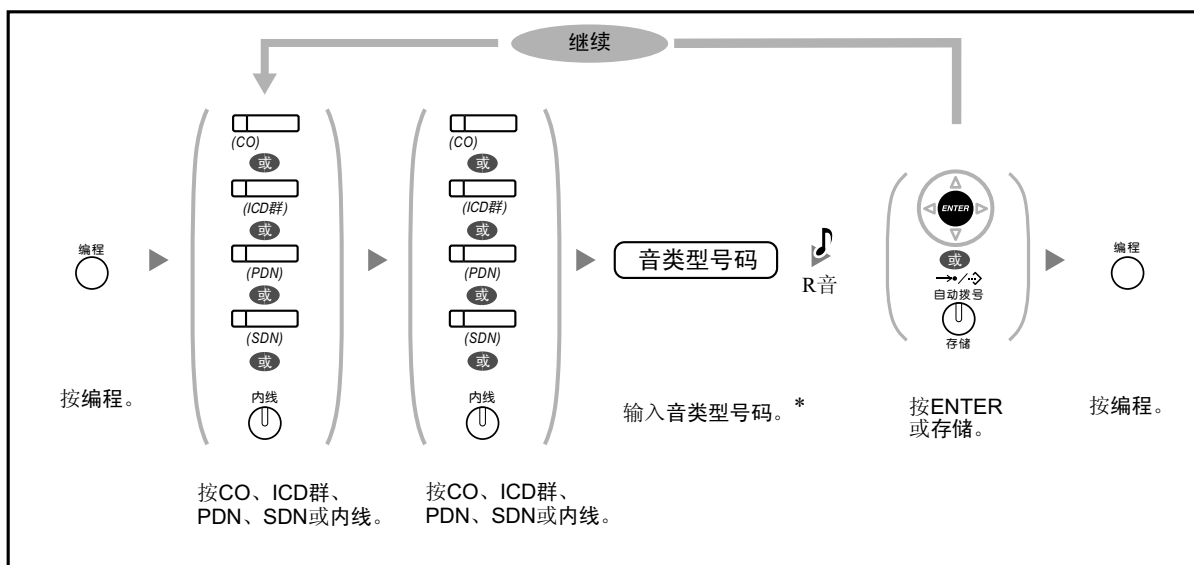 继续
编程
按编程。
(CO)
或
(ICD群)
或
(PDN)
或
(SDN)
或
内线
按CO、ICD群、
PDN、SDN或内线。
(CO)
或
(ICD群)
或
(PDN)
或
(SDN)
或
内线
按CO、ICD群、
PDN、SDN或内线。
音类型号码
输入音类型号码。*
R音
ENTER
或
自动拨号
存储
按ENTER
或存储。
编程
按编程。